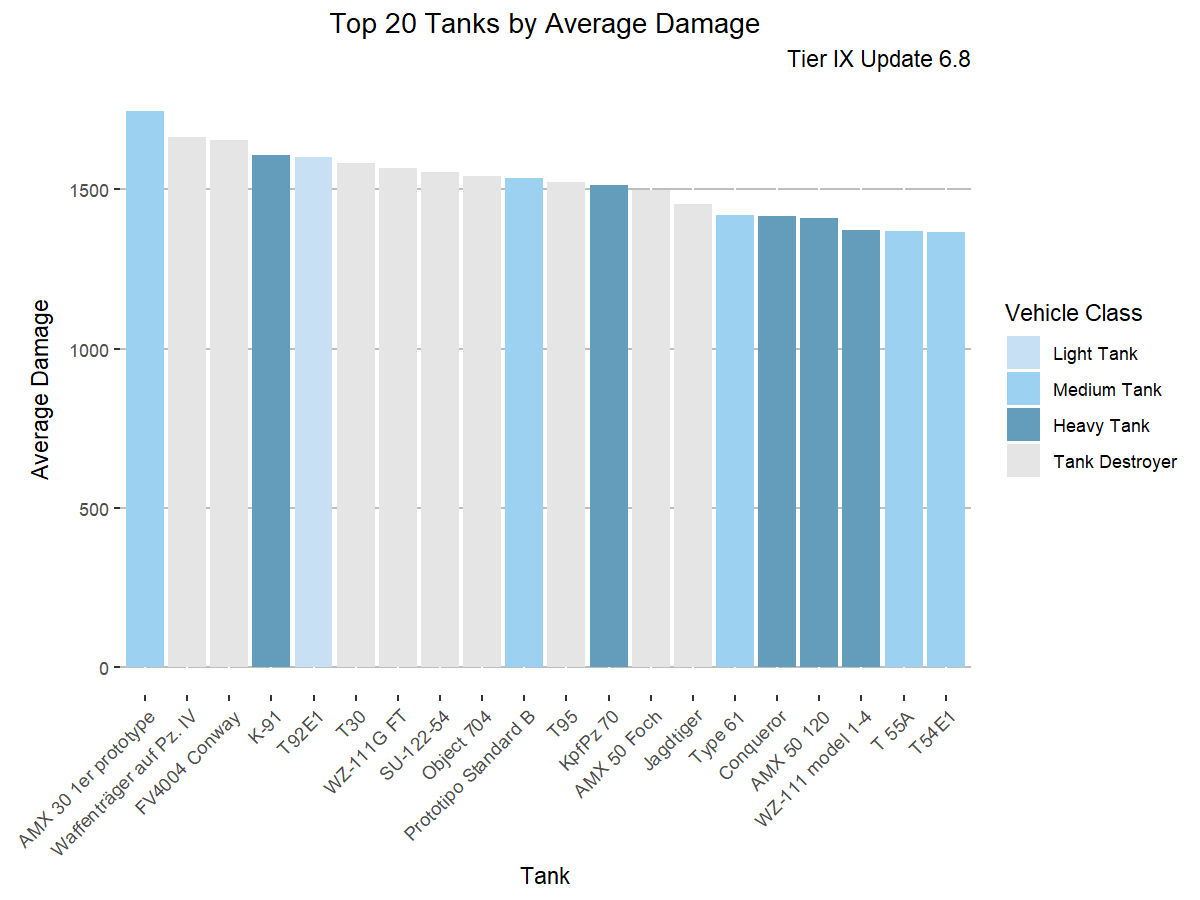 Top 20 Tanks by Average Damage
Tier IX Update 6.8
Average Damage
1500
1000
500
0
AMX 30 1er prototype
Waffenträger auf Pz. IV
FV4004 Conway
K-91
T92E1
T30
WZ-111G FT
SU-122-54
Object 704
Prototipo Standard B
T95
KpfPz 70
AMX 50 Foch
Jagdtiger
Type 61
Conqueror
AMX 50 120
WZ-111 model 1-4
T 55A
T54E1
Tank
Vehicle Class
Light Tank
Medium Tank
Heavy Tank
Tank Destroyer